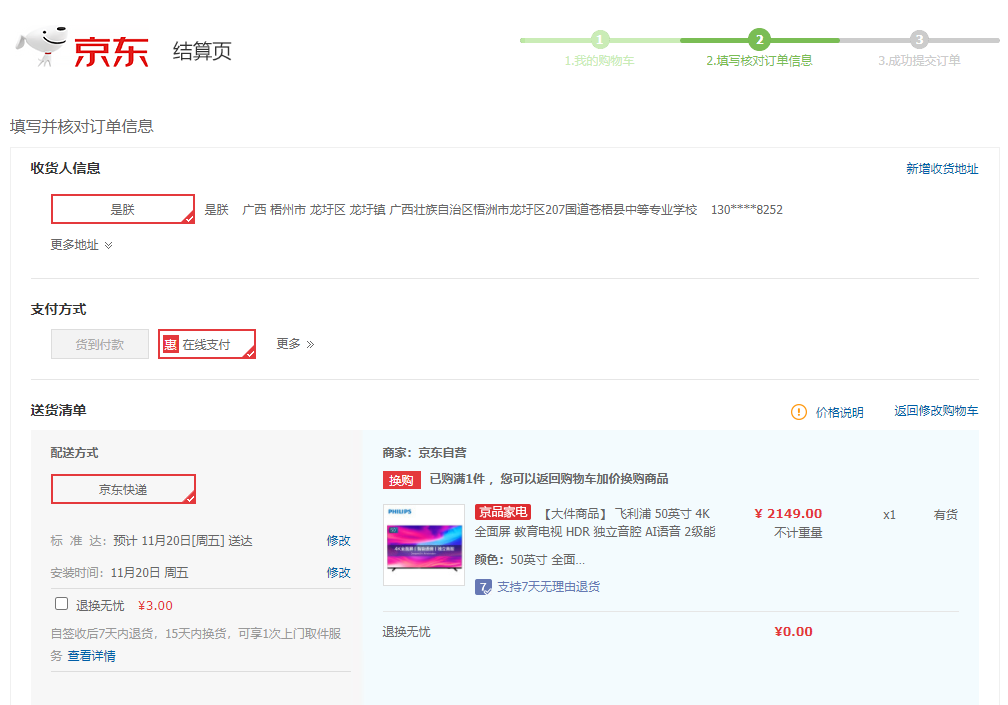 京东 结算页
1 2 3
1.我的购物车 2.填写核对订单信息 3.成功提交订单
填写并核对订单信息
收货人信息 新增收货地址
是朕 是朕 广西 梧州市 龙圩区 龙圩镇 广西壮族自治区梧洲市龙圩区207国道苍梧县中等专业学校 130****8252
更多地址
支付方式
货到付款 惠 在线支付 更多
送货清单 价格说明 返回修改购物车
配送方式
京东快递
标 准 达: 预计 11月20日[周五] 送达 修改
安装时间: 11月20日 周五 修改
退换无忧 ¥3.00
自签收后7天内退货，15天内换货，可享1次上门取件服
务 查看详情
商家：京东自营
换购 已购满1件 ，您可以返回购物车加价换购商品
PHILIPS
京品家电 【大件商品】 飞利浦 50英寸 4K ¥ 2149.00 x1 有货
全面屏 教育电视 HDR 独立音腔 AI语音 2级能 不计重量
颜色：50英寸 全面...
7 支持7天无理由退货
退换无忧 ¥0.00